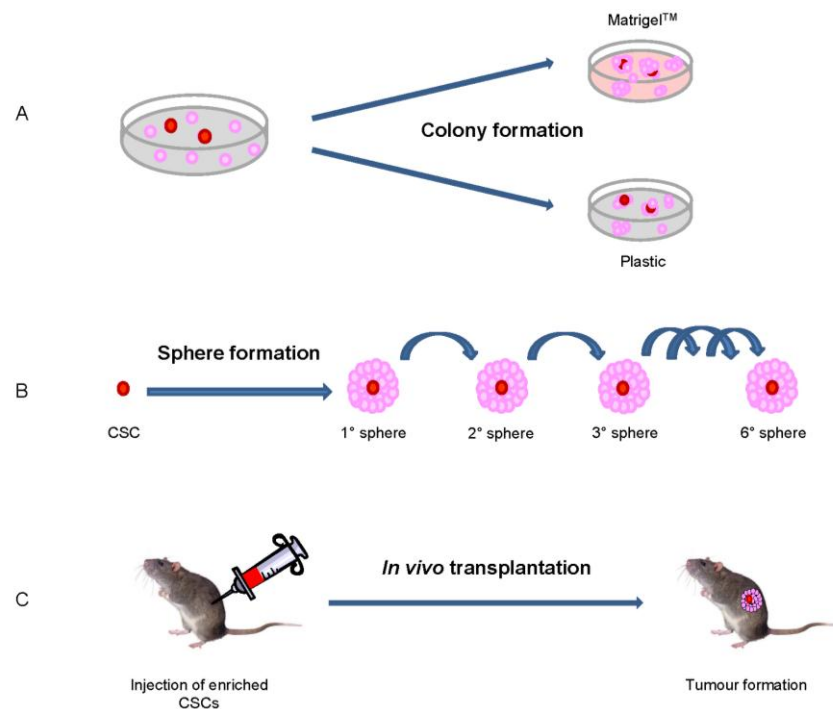 Matrigel™
A
Colony formation
Plastic
Sphere formation
B
CSC
1° sphere
2° sphere
3° sphere
6° sphere
In vivo transplantation
C
Injection of enriched
CSCs
Tumour formation